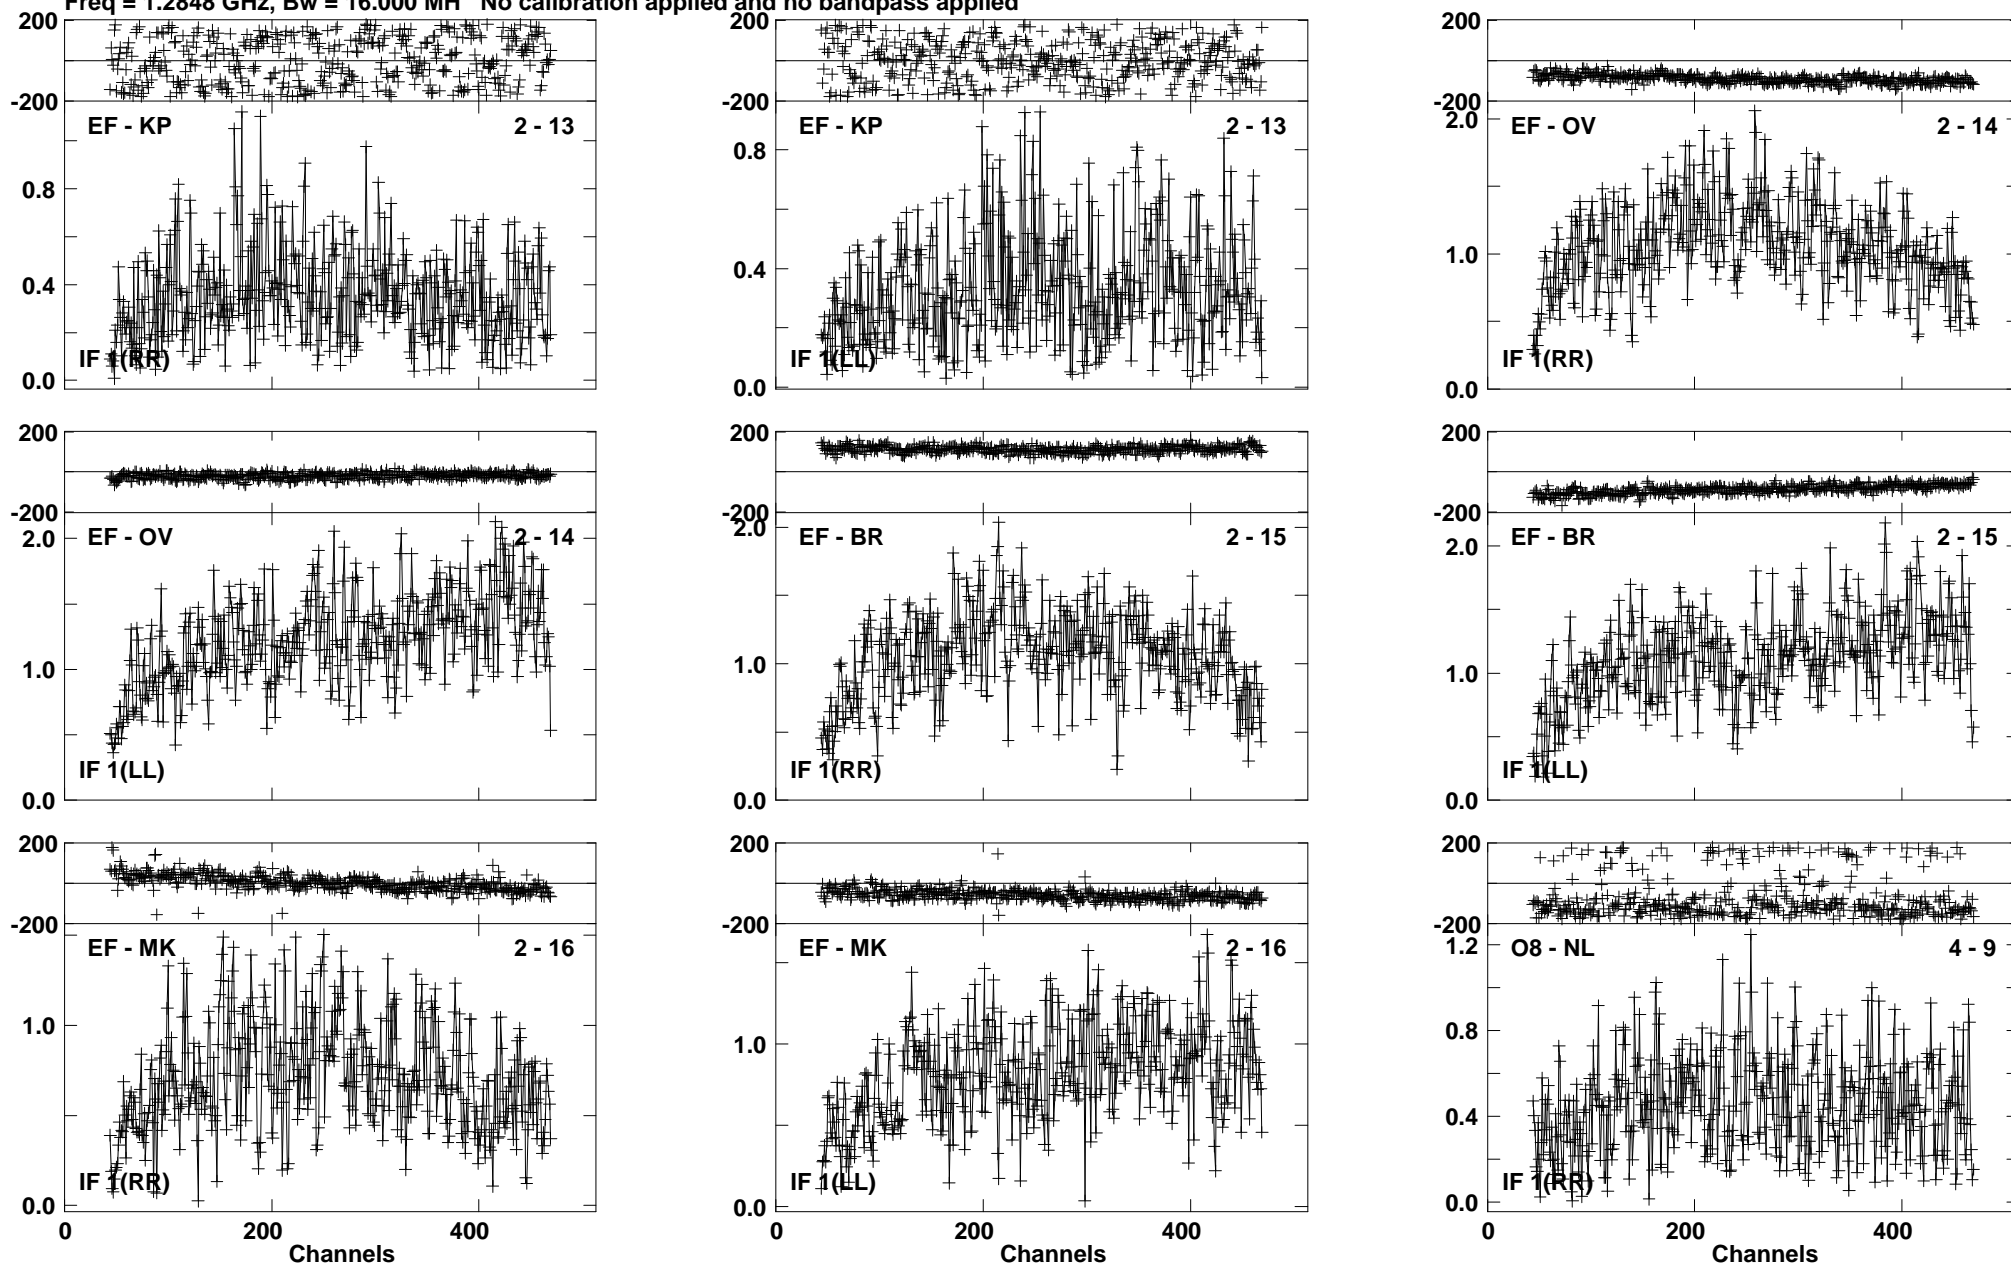 Freq = 1.2848 GHz, Bw = 16.000 MH No calibration applied and no bandpass applied
200
-200
EF - KP 2 - 13
0.8
0.4
0.0
IF 1(RR)
200
-200
EF - KP 2 - 13
0.8
0.4
0.0
IF 1(LL)
200
-200
2.0
EF - OV 2 - 14
1.0
0.0
IF 1(RR)
200
-200
EF - OV 2 - 14
2.0
1.0
0.0
IF 1(LL)
200
-200
2.0
EF - BR 2 - 15
1.0
0.0
IF 1(RR)
200
-200
EF - BR 2 - 15
2.0
1.0
0.0
IF 1(LL)
200
-200
EF - MK 2 - 16
1.0
0.0
IF 1(RR)
0 200 400
Channels
200
-200
EF - MK 2 - 16
1.0
0.0
IF 1(LL)
0 200 400
Channels
200
-200
O8 - NL 4 - 9
1.2
0.8
0.4
0.0
IF 1(RR)
0 200 400
Channels